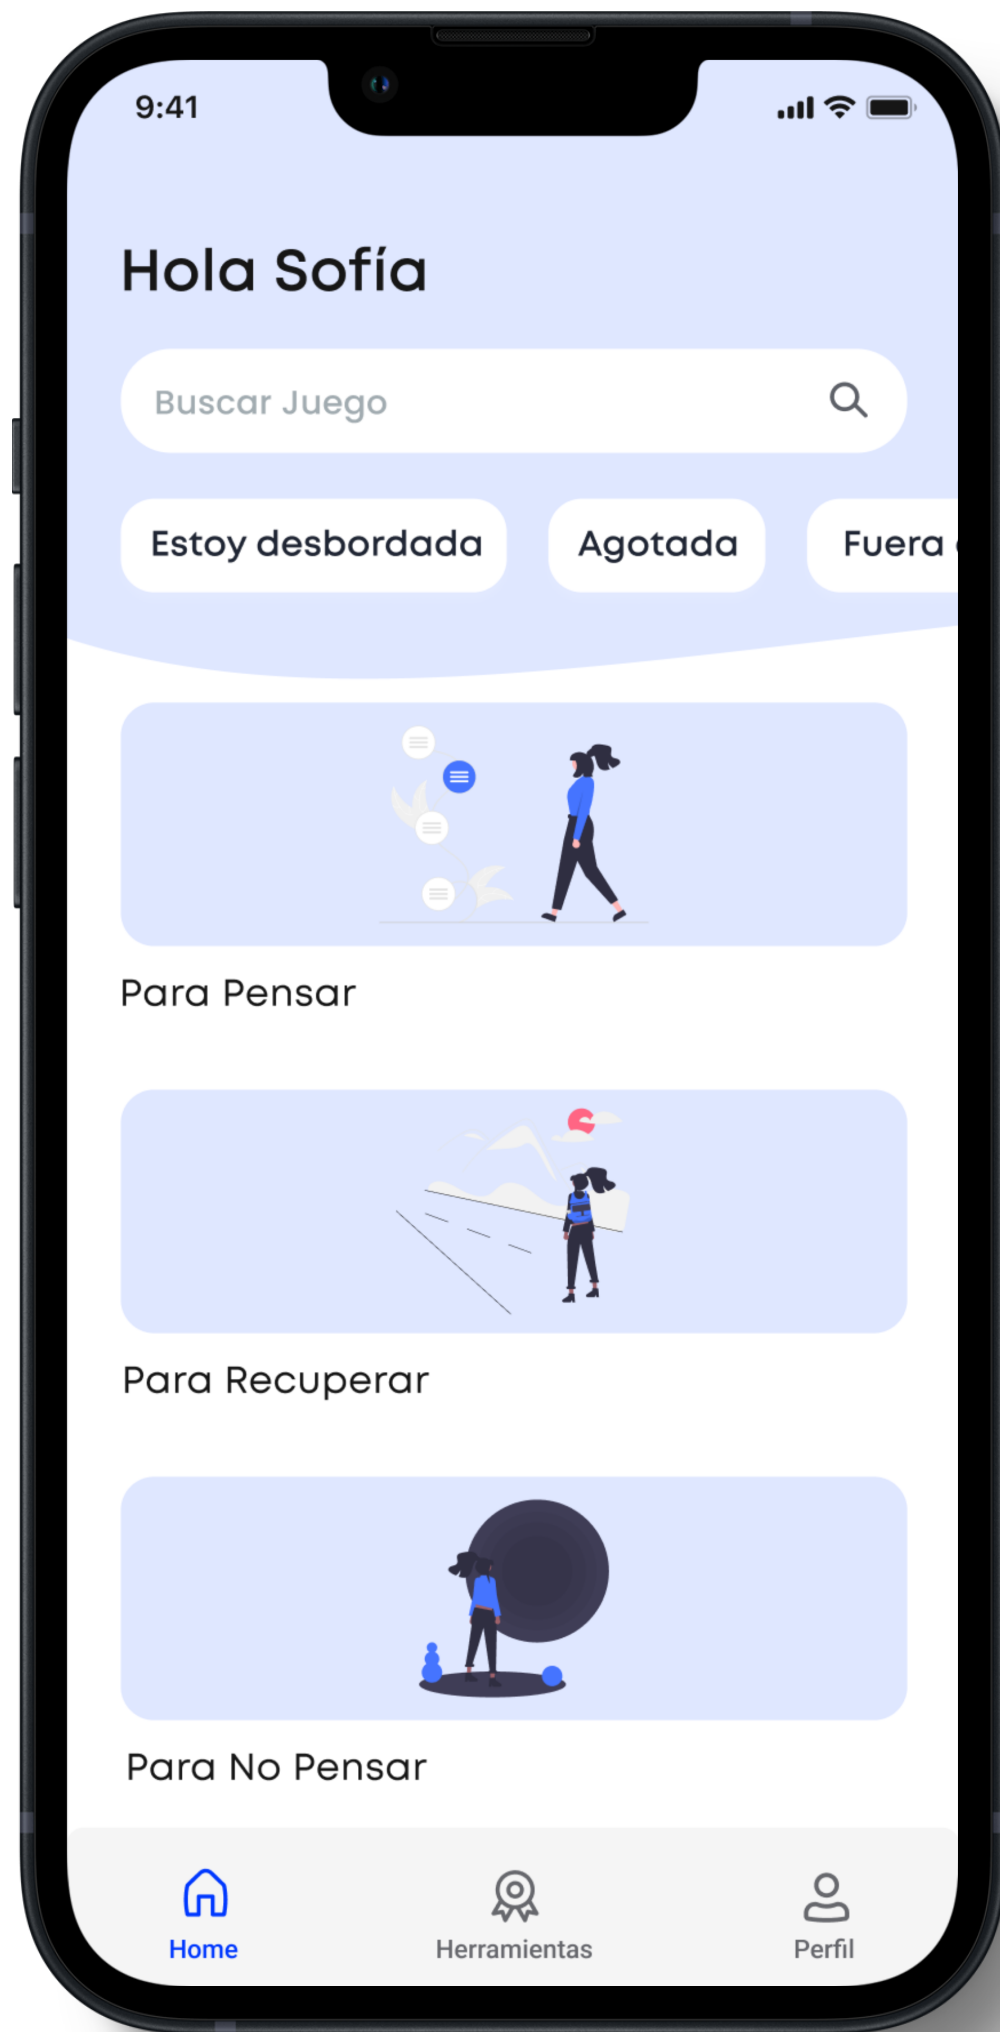 9:41
Hola Sofía
Buscar Juego
Estoy desbordada
Agotada
Fuera
Para Pensar
Para Recuperar
Para No Pensar
Home
Herramientas
Perfil